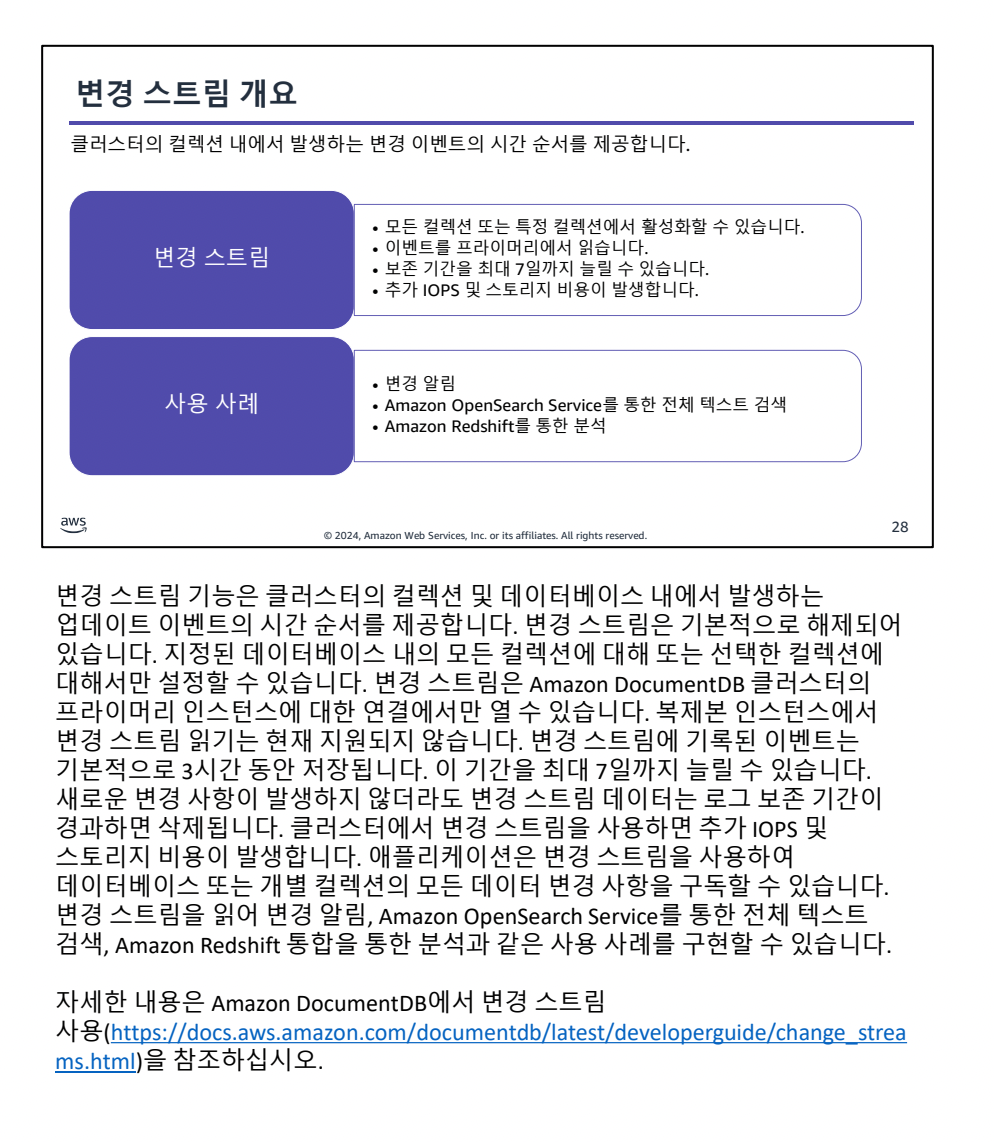 변경 스트림 개요
클러스터의 컬렉션 내에서 발생하는 변경 이벤트의 시간 순서를 제공합니다.
변경 스트림
• 모든 컬렉션 또는 특정 컬렉션에서 활성화할 수 있습니다.
• 이벤트를 프라이머리에서 읽습니다.
• 보존 기간을 최대 7일까지 늘릴 수 있습니다.
• 추가 IOPS 및 스토리지 비용이 발생합니다.
사용 사례
• 변경 알림
• Amazon OpenSearch Service를 통한 전체 텍스트 검색
• Amazon Redshift를 통한 분석
aws
© 2024, Amazon Web Services, Inc. or its affiliates. All rights reserved.
28
변경 스트림 기능은 클러스터의 컬렉션 및 데이터베이스 내에서 발생하는
업데이트 이벤트의 시간 순서를 제공합니다. 변경 스트림은 기본적으로 해제되어
있습니다. 지정된 데이터베이스 내의 모든 컬렉션에 대해 또는 선택한 컬렉션에
대해서만 설정할 수 있습니다. 변경 스트림은 Amazon DocumentDB 클러스터의
프라이머리 인스턴스에 대한 연결에서만 열 수 있습니다. 복제본 인스턴스에서
변경 스트림 읽기는 현재 지원되지 않습니다. 변경 스트림에 기록된 이벤트는
기본적으로 3시간 동안 저장됩니다. 이 기간을 최대 7일까지 늘릴 수 있습니다.
새로운 변경 사항이 발생하지 않더라도 변경 스트림 데이터는 로그 보존 기간이
경과하면 삭제됩니다. 클러스터에서 변경 스트림을 사용하면 추가 IOPS 및
스토리지 비용이 발생합니다. 애플리케이션은 변경 스트림을 사용하여
데이터베이스 또는 개별 컬렉션의 모든 데이터 변경 사항을 구독할 수 있습니다.
변경 스트림을 읽어 변경 알림, Amazon OpenSearch Service를 통한 전체 텍스트
검색, Amazon Redshift 통합을 통한 분석과 같은 사용 사례를 구현할 수 있습니다.
자세한 내용은 Amazon DocumentDB에서 변경 스트림
사용(https://docs.aws.amazon.com/documentdb/latest/developerguide/change_strea
ms.html)을 참조하십시오.